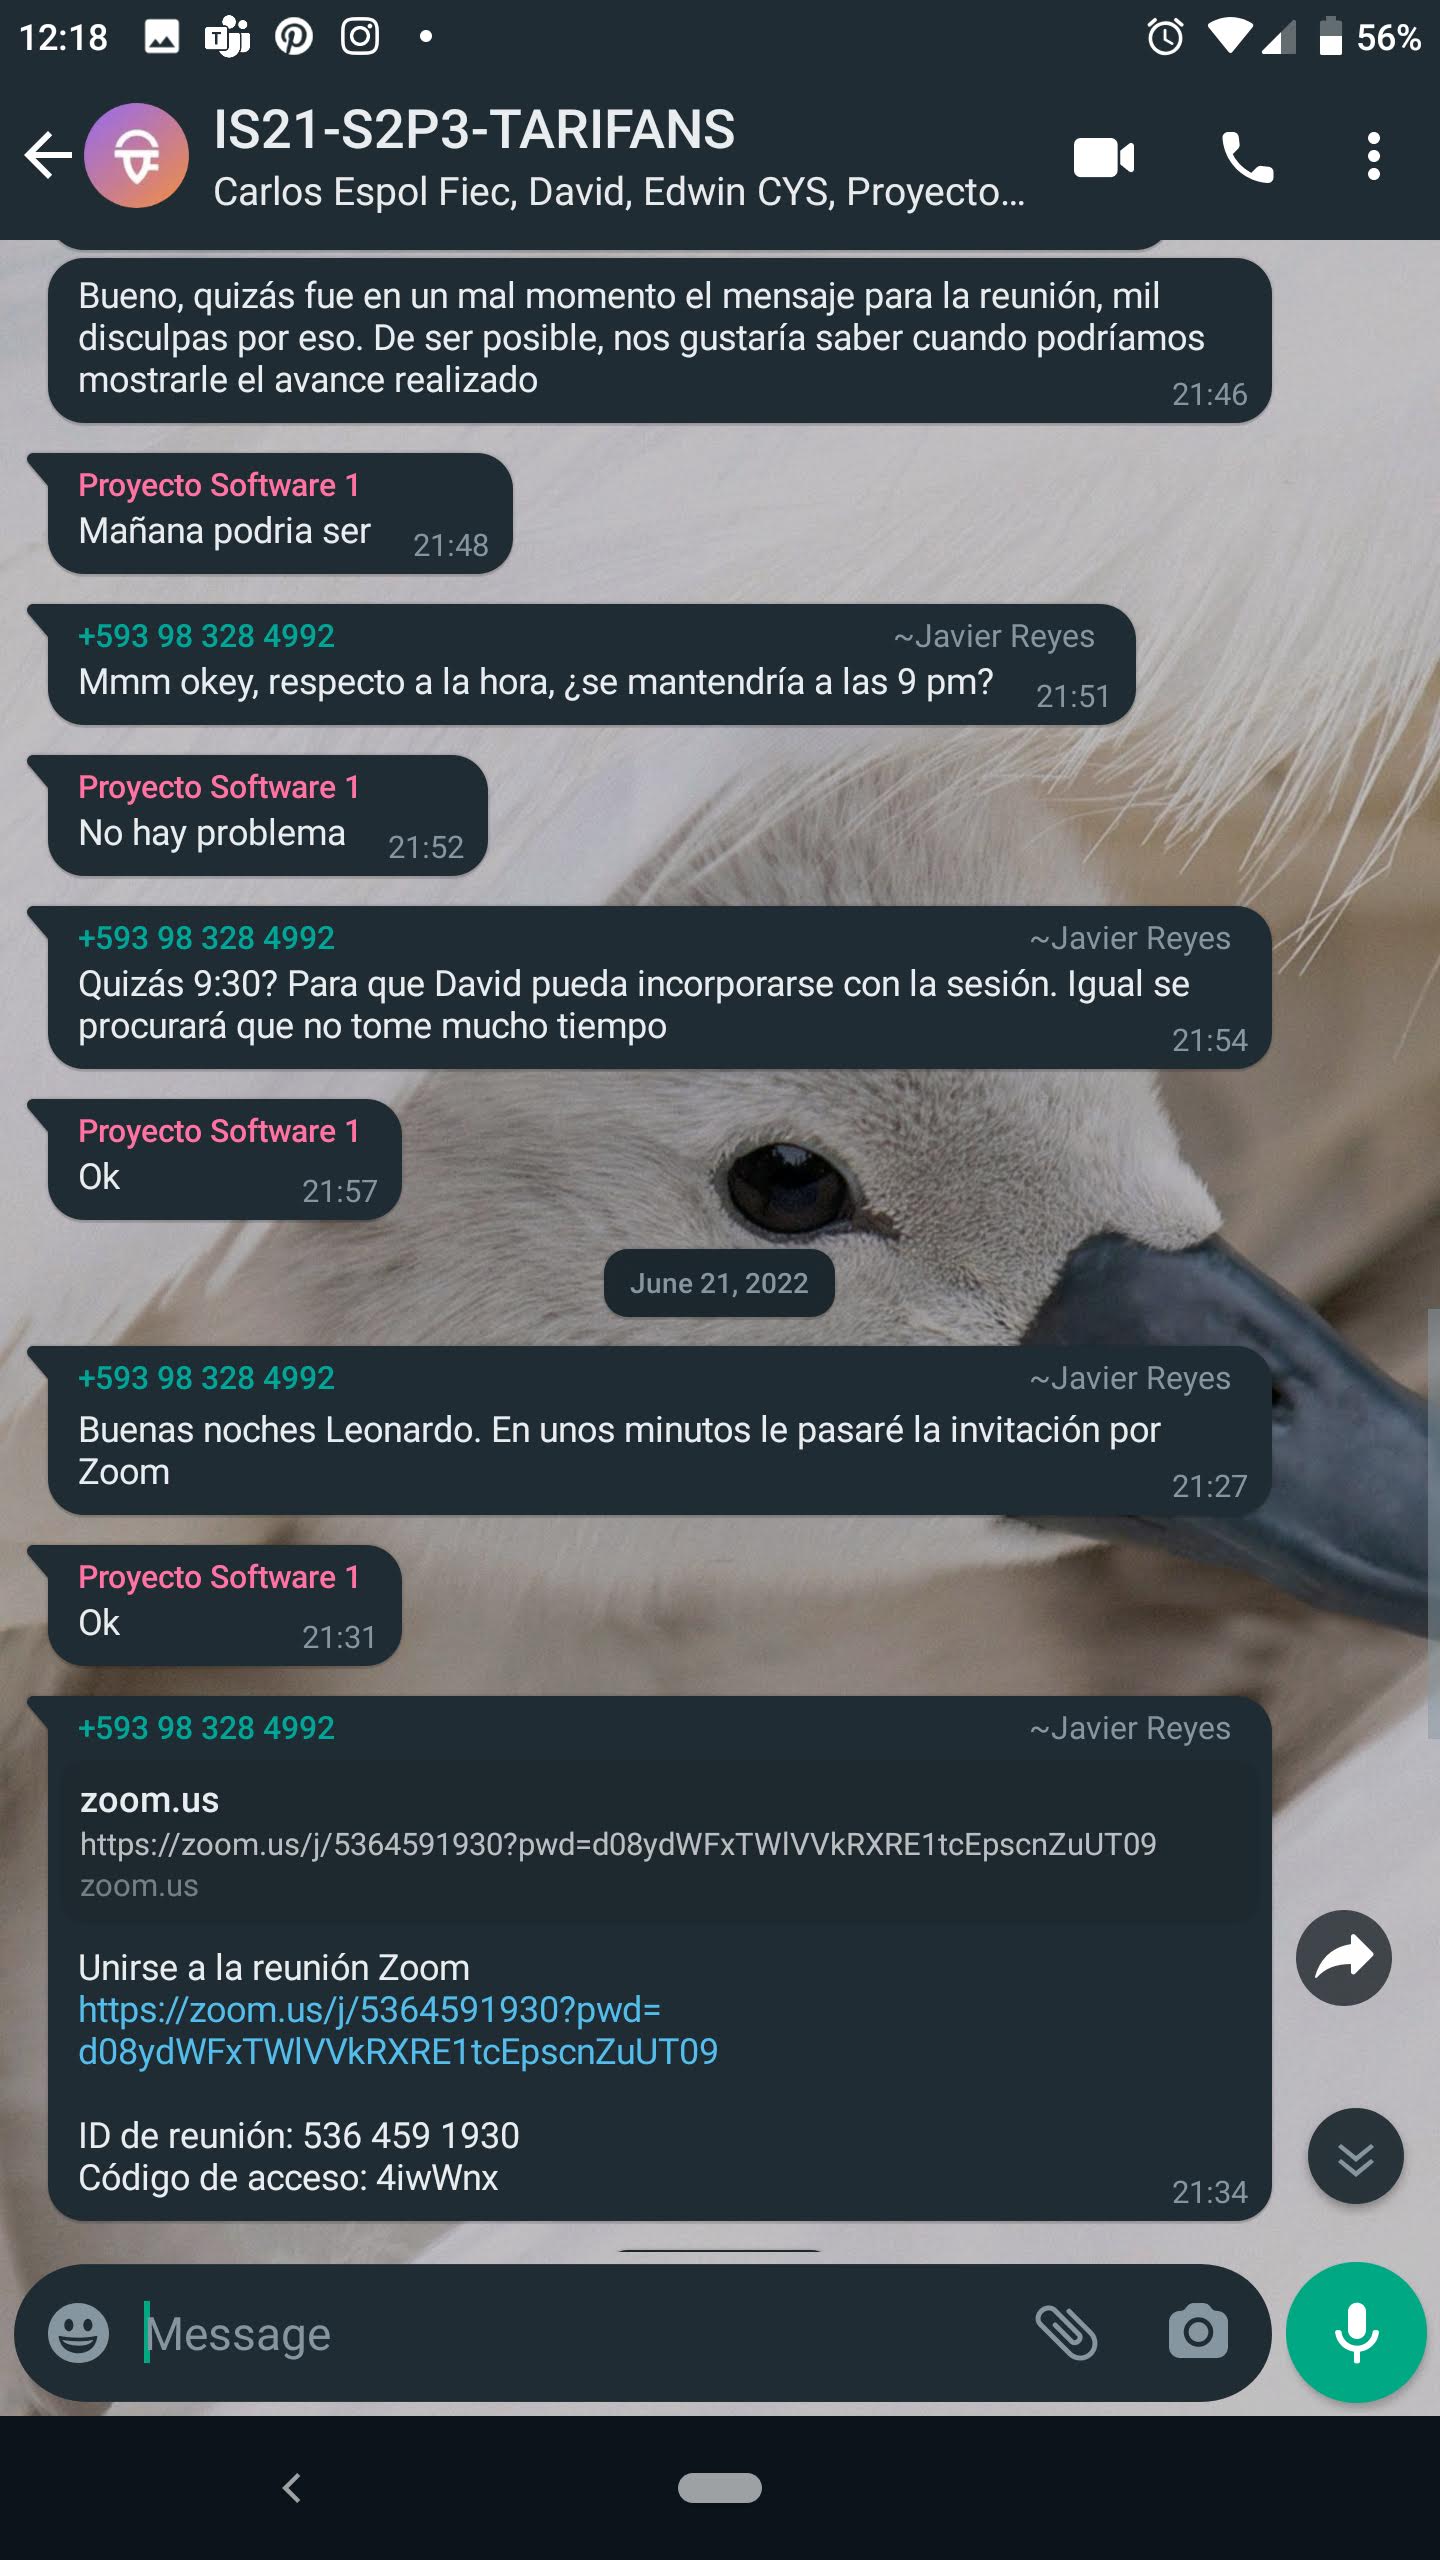 12:18
56%
IS21-S2P3-TARIFANS
Carlos Espol Fiec, David, Edwin CYS, Proyecto...
Bueno, quizás fue en un mal momento el mensaje para la reunión, mil
disculpas por eso. De ser posible, nos gustaría saber cuando podríamos
mostrarle el avance realizado
21:46
Proyecto Software 1
Mañana podria ser
21:48
+593 98 328 4992 ~Javier Reyes
Mmm okey, respecto a la hora, ¿se mantendría a las 9 pm?
21:51
Proyecto Software 1
No hay problema
21:52
+593 98 328 4992 ~Javier Reyes
Quizás 9:30? Para que David pueda incorporarse con la sesión. Igual se
procurará que no tome mucho tiempo
21:54
Proyecto Software 1
Ok
21:57
June 21, 2022
+593 98 328 4992 ~Javier Reyes
Buenas noches Leonardo. En unos minutos le pasaré la invitación por
Zoom
21:27
Proyecto Software 1
Ok
21:31
+593 98 328 4992 ~Javier Reyes
zoom.us
https://zoom.us/j/5364591930?pwd=d08ydWFxTWlVVkRXRE1tcEpscnZuUT09
zoom.us
Unirse a la reunión Zoom
https://zoom.us/j/5364591930?pwd=
d08ydWFxTWlVVkRXRE1tcEpscnZuUT09
ID de reunión: 536 459 1930
Código de acceso: 4iwWnx
21:34
Message